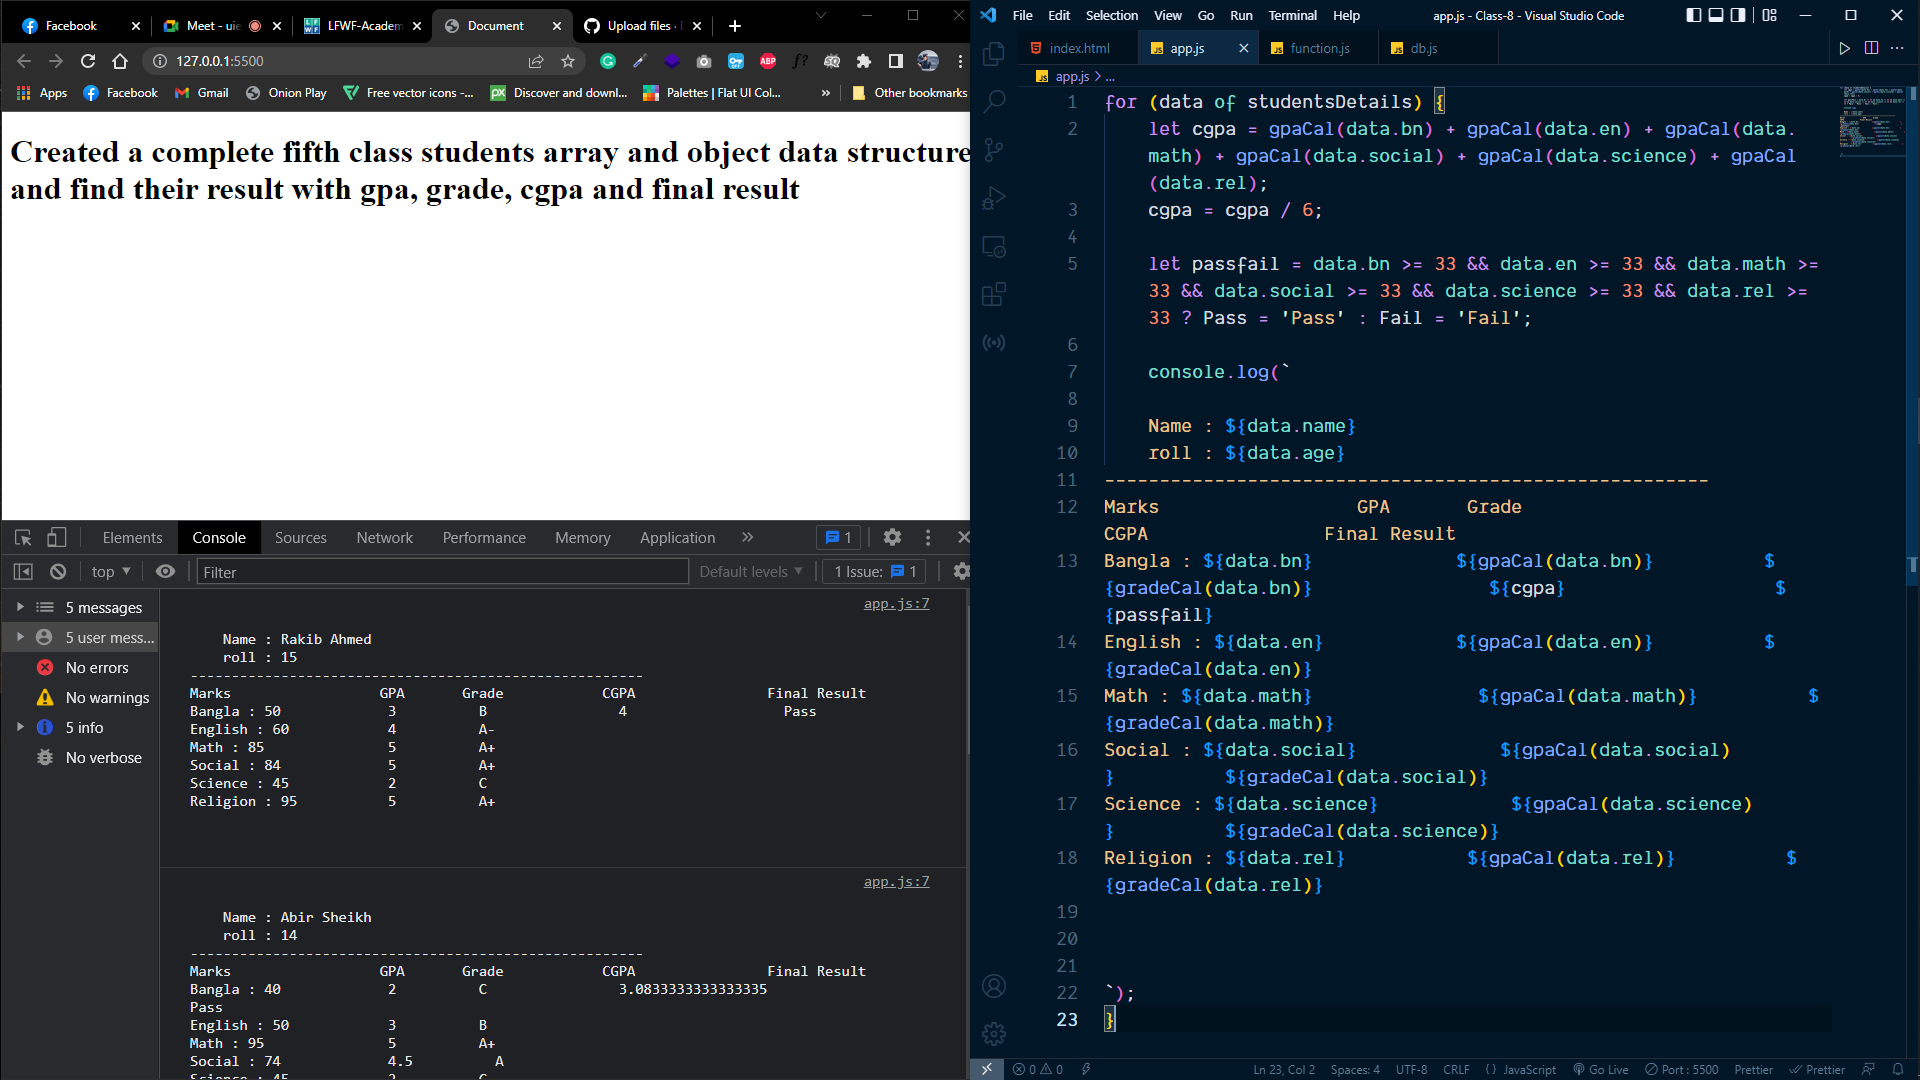 Facebook
Meet - uie
LFWF-Academ
Document
Upload files ·
127.0.0.1:5500
ABP
Apps
Facebook
Gmail
Onion Play
Free vector icons -...
Discover and downl...
Palettes | Flat UI Col...
»
Other bookmarks
Created a complete fifth class students array and object data structure
and find their result with gpa, grade, cgpa and final result
Elements
Console
Sources
Network
Performance
Memory
Application
»
1
top
Filter
Default levels
1 Issue: 1
5 messages
5 user mess...
No errors
No warnings
5 info
No verbose
app.js:7
Name : Rakib Ahmed
roll : 15
-------------------------------------------------------
Marks GPA Grade CGPA Final Result
Bangla : 50 3 B 4 Pass
English : 60 4 A-
Math : 85 5 A+
Social : 84 5 A+
Science : 45 2 C
Religion : 95 5 A+
app.js:7
Name : Abir Sheikh
roll : 14
-------------------------------------------------------
Marks GPA Grade CGPA Final Result
Bangla : 40 2 C 3.0833333333333335
Pass
English : 50 3 B
Math : 95 5 A+
Social : 74 4.5 A
Science : 45 2 C
File Edit Selection View Go Run Terminal Help
app.js - Class-8 - Visual Studio Code
index.html
app.js
function.js
db.js
app.js > ...
1 for (data of studentsDetails) {
2 let cgpa = gpaCal(data.bn) + gpaCal(data.en) + gpaCal(data.
math) + gpaCal(data.social) + gpaCal(data.science) + gpaCal
(data.rel);
3 cgpa = cgpa / 6;
4
5 let passfail = data.bn >= 33 && data.en >= 33 && data.math >=
33 && data.social >= 33 && data.science >= 33 && data.rel >=
33 ? Pass = 'Pass' : Fail = 'Fail';
6
7 console.log(`
8
9 Name : ${data.name}
10 roll : ${data.age}
11 -------------------------------------------------------
12 Marks GPA Grade
CGPA Final Result
13 Bangla : ${data.bn} ${gpaCal(data.bn)} $
{gradeCal(data.bn)} ${cgpa} $
{passfail}
14 English : ${data.en} ${gpaCal(data.en)} $
{gradeCal(data.en)}
15 Math : ${data.math} ${gpaCal(data.math)} $
{gradeCal(data.math)}
16 Social : ${data.social} ${gpaCal(data.social)
} ${gradeCal(data.social)}
17 Science : ${data.science} ${gpaCal(data.science)
} ${gradeCal(data.science)}
18 Religion : ${data.rel} ${gpaCal(data.rel)} $
{gradeCal(data.rel)}
19
20
21
22 `);
23 }
0 0
Ln 23, Col 2
Spaces: 4
UTF-8
CRLF
{} JavaScript
Go Live
Port : 5500
Prettier
Prettier